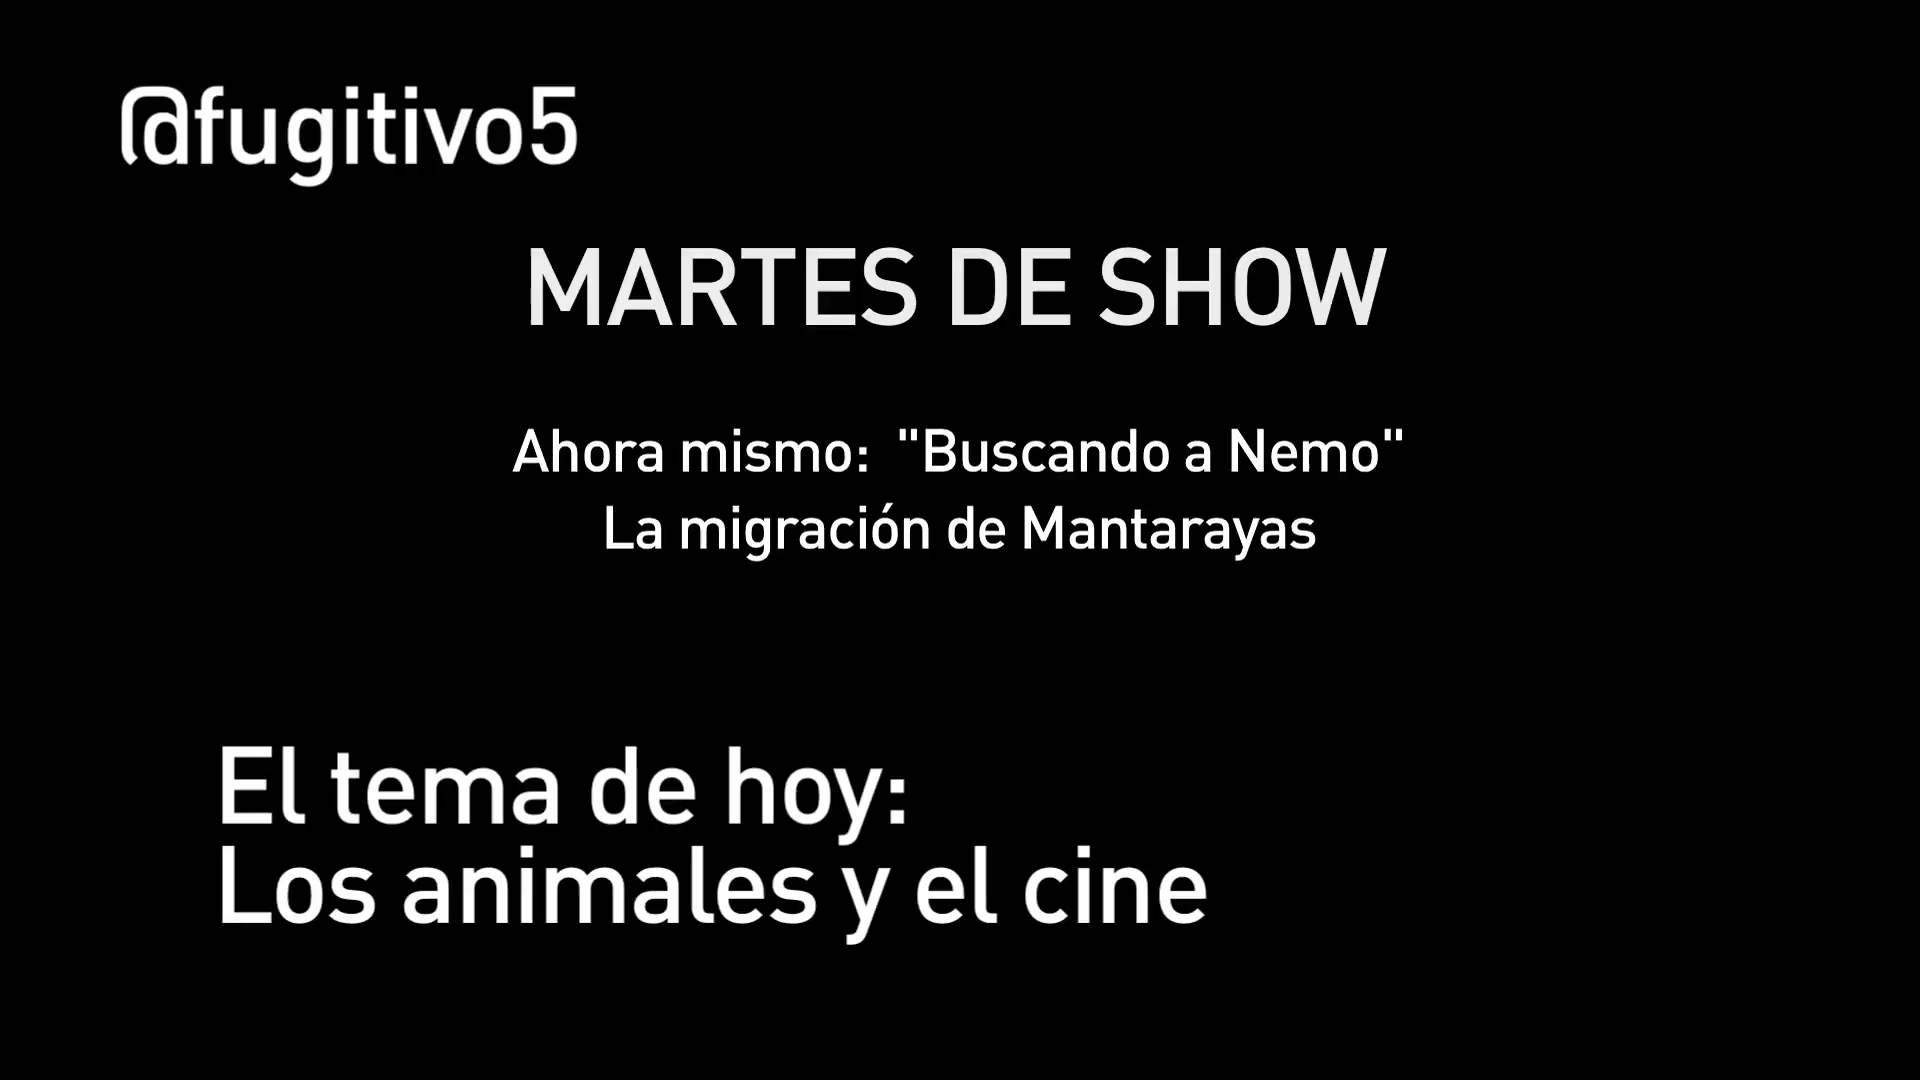 @fugitivo5
MARTES DE SHOW
Ahora mismo: "Buscando a Nemo"
La migración de Mantarayas
El tema de hoy:
Los animales y el cine